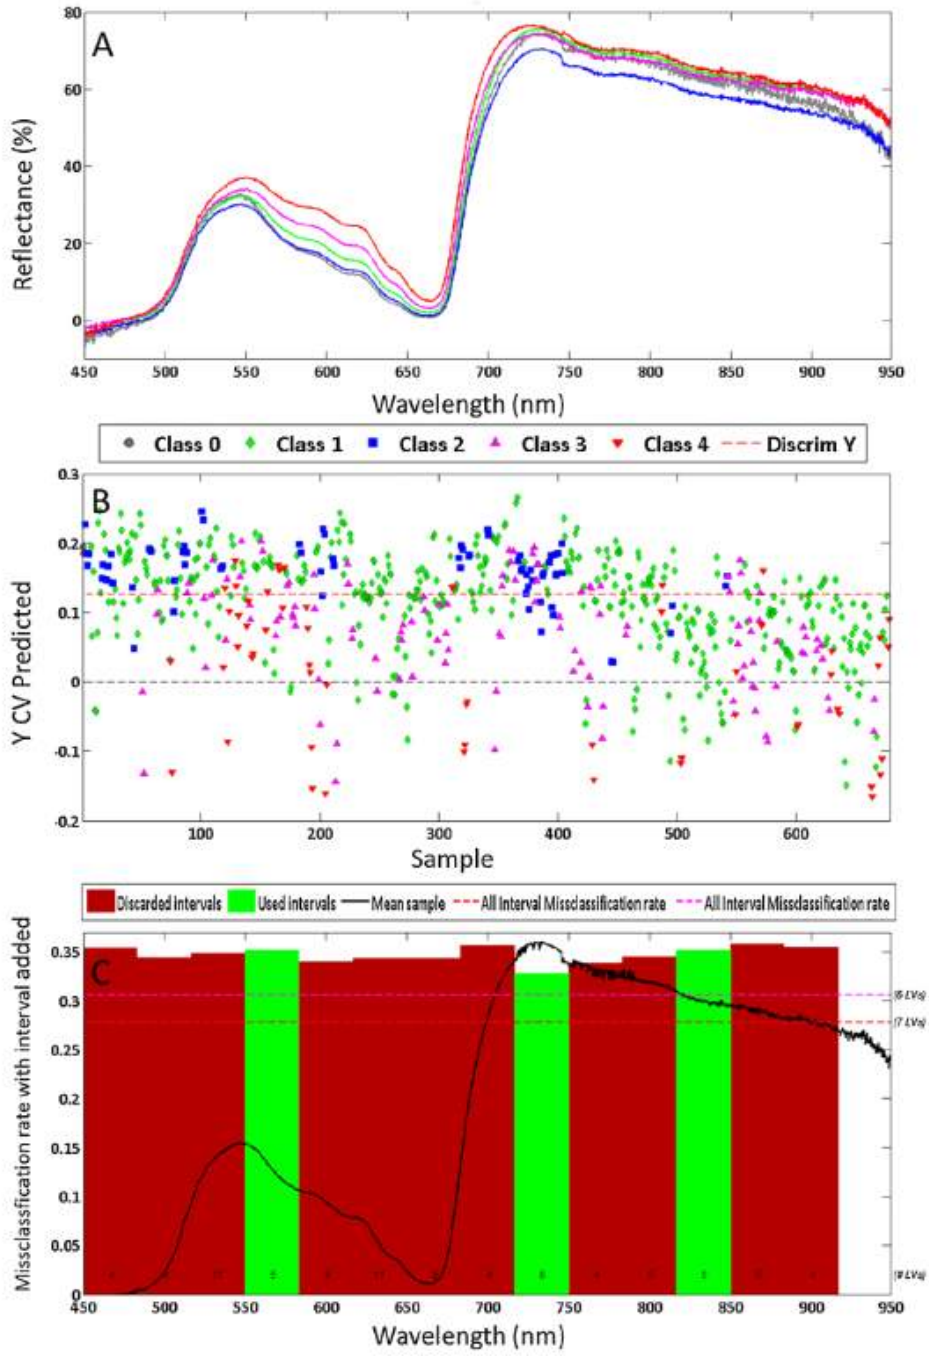 A
80
60
40
20
0
Reflectance (%)
450 500 550 600 650 700 750 800 850 900 950
Wavelength (nm)
Class 0 Class 1 Class 2 Class 3 Class 4 Discrim Y
B
0.3
0.2
0.1
0
-0.1
-0.2
Y CV Predicted
100 200 300 400 500 600
Sample
Discarded intervals Used intervals Mean sample All Interval Missclassification rate All Interval Missclassification rate
C
0.35
0.3
0.25
0.2
0.15
0.1
0.05
0
Missclassfication rate with interval added
(6 LVs)
(7 LVs)
(# LVs)
450 500 550 600 650 700 750 800 850 900 950
Wavelength (nm)